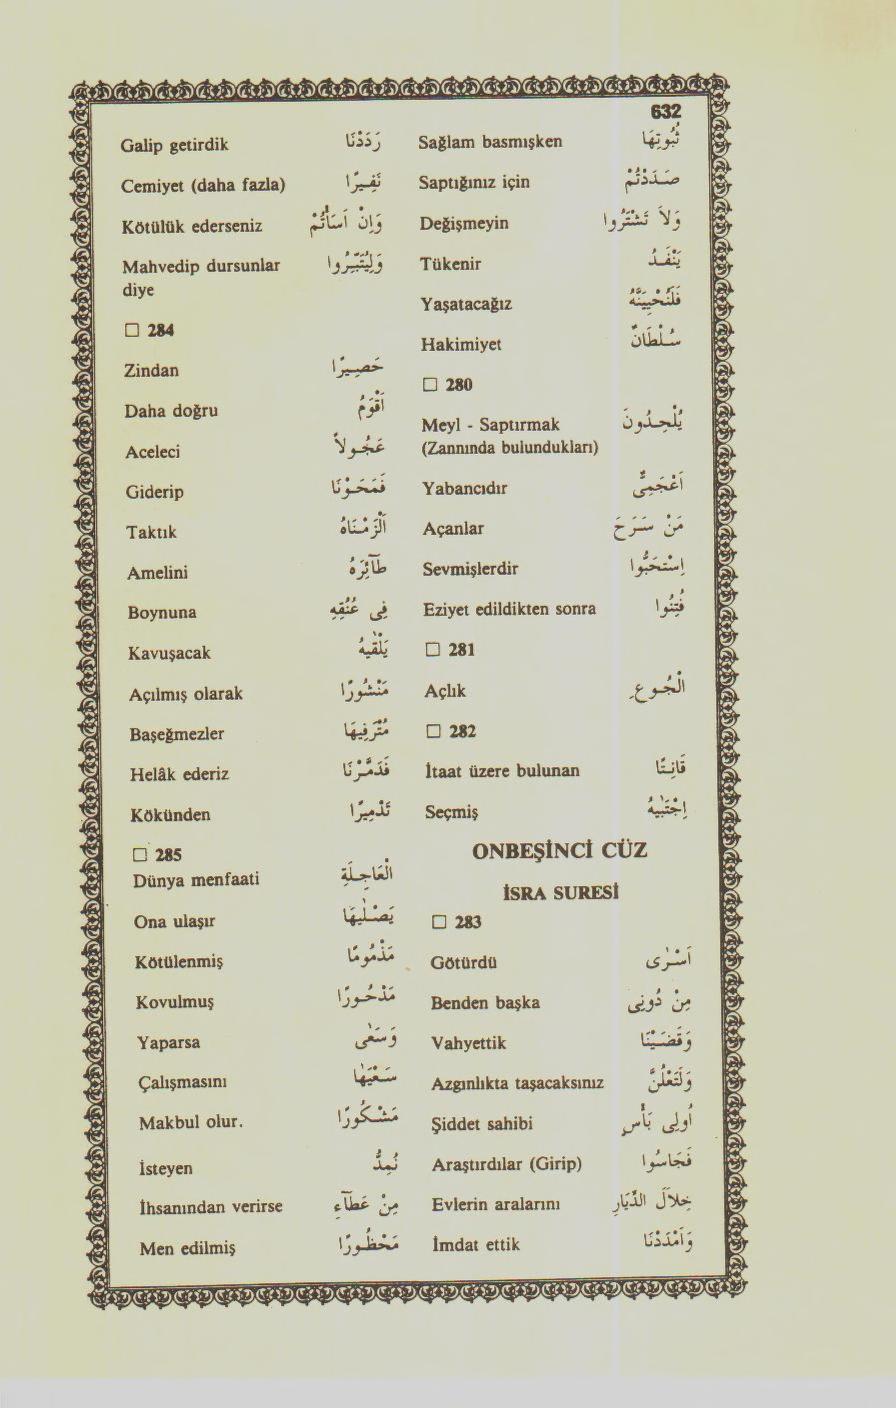 632
Sağlam basmışken ثُبُوتِهَا
Saptığınız için صَدَدْتُمْ
Değişmeyin وَلَا تَشْتَرُوا
Tükenir يَنْفَدُ
Yaşatacağız فَلَنُحْيِيَنَّهُ
Hakimiyet سُلْطَانٌ
□ 280
Meyl - Saptırmak يُلْحِدُونَ
(Zannında bulundukları)
Yabancıdır اَعْجَمِىٌّ
Açanlar مَنْ شَرَحَ
Sevmişlerdir اِسْتَحَبُّوا
Eziyet edildikten sonra فُتِنُوا
□ 281
Açlık الْجُوعِ
□ 282
İtaat üzere bulunan قَانِتًا
Seçmiş اِجْتَبٰيهُ
ONBEŞİNCİ CÜZ
İSRA SURESİ
□ 283
Götürdü اَسْرٰى
Benden başka مِنْ دُونِى
Vahyettik وَقَضَيْنَا
Azgınlıkta taşacaksınız وَلَتَعْلُنَّ
Şiddet sahibi اُولِى بَأْسٍ
Araştırdılar (Girip) فَجَاسُوا
Evlerin aralarını خِلَالَ الدِّيَارِ
İmdat ettik وَاَمْدَدْنَا
Galip getirdik رَدَدْنَا
Cemiyet (daha fazla) نَفِيرًا
Kötülük ederseniz وَاِنْ اَسَأْتُمْ
Mahvedip dursunlar وَلِيُتَبِّرُوا
diye
□ 284
Zindan حَصِيرًا
Daha doğru اَقْوَمُ
Aceleci عَجُولًا
Giderip فَمَحَوْنَا
Taktık اَلْزَمْنَاهُ
Amelini طَٓائِرَهُ
Boynuna فِى عُنُقِهِ
Kavuşacak يَلْقٰيهُ
Açılmış olarak مَنْشُورًا
Başeğmezler مُتْرَفِيهَا
Helâk ederiz فَدَمَّرْنَا
Kökünden تَدْمِيرًا
□ 285
Dünya menfaati الْعَاجِلَةَ
Ona ulaşır يَصْلٰيهَا
Kötülenmiş مَذْمُومًا
Kovulmuş مَدْحُورًا
Yaparsa وَسَعٰى
Çalışmasını سَعْيَهَا
Makbul olur. مَشْكُورًا
İsteyen نُمِدُّ
İhsanından verirse مِنْ عَطَٓاءِ
Men edilmiş مَحْظُورًا